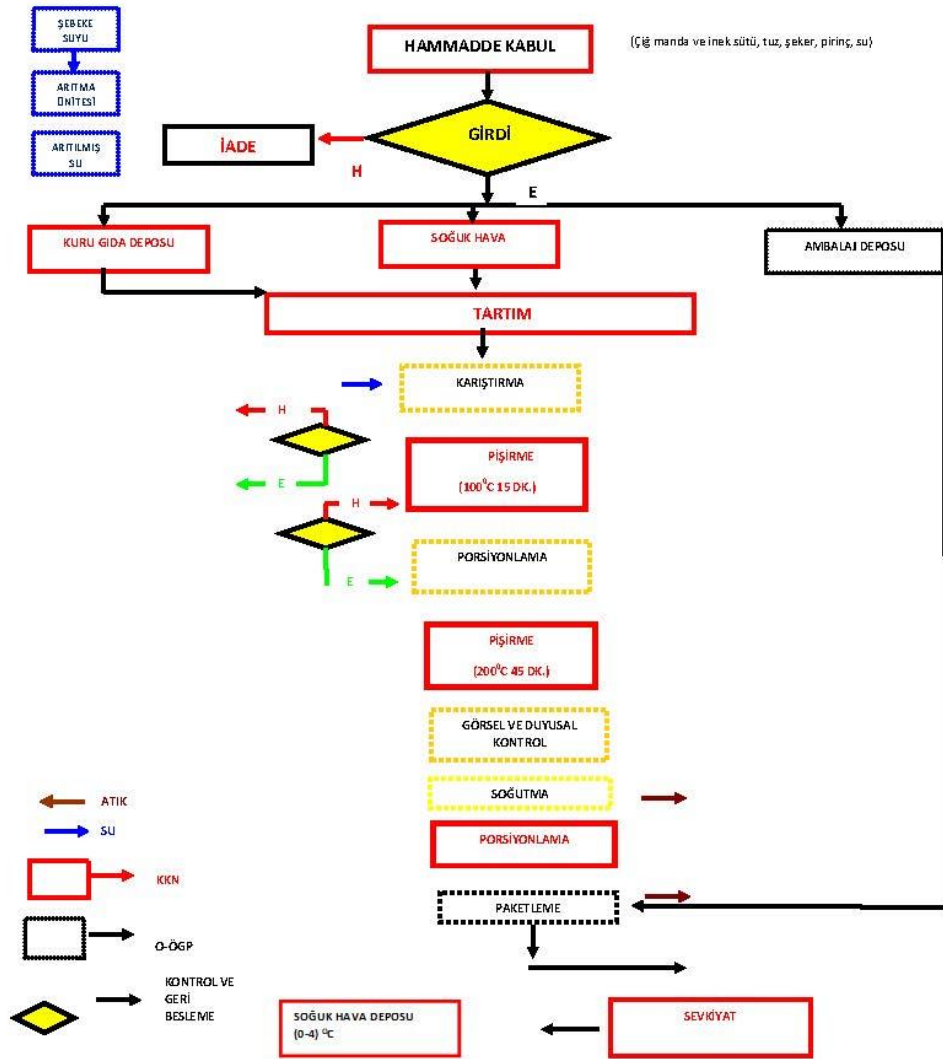 ŞEBEKE
SUYU
HAMMADDE KABUL
(Çiğ manda ve inek sütü, tuz, şeker, pirinç, su)
ARITMA
ÜNİTESİ
GİRDİ
ARITILMIŞ
SU
İADE
H
E
KURU GIDA DEPOSU
SOĞUK HAVA
AMBALAJ DEPOSU
TARTIM
KARIŞTIRMA
H
E
PİŞİRME
(100⁰C 15 DK.)
H
E
PORSİYONLAMA
PİŞİRME
(200⁰C 45 DK.)
GÖRSEL VE DUYUSAL
KONTROL
SOĞUTMA
PORSİYONLAMA
PAKETLEME
ATIK
SU
KKN
O-ÖGP
KONTROL VE
GERİ
BESLEME
SOĞUK HAVA DEPOSU
(0-4) ⁰C
SEVKİYAT